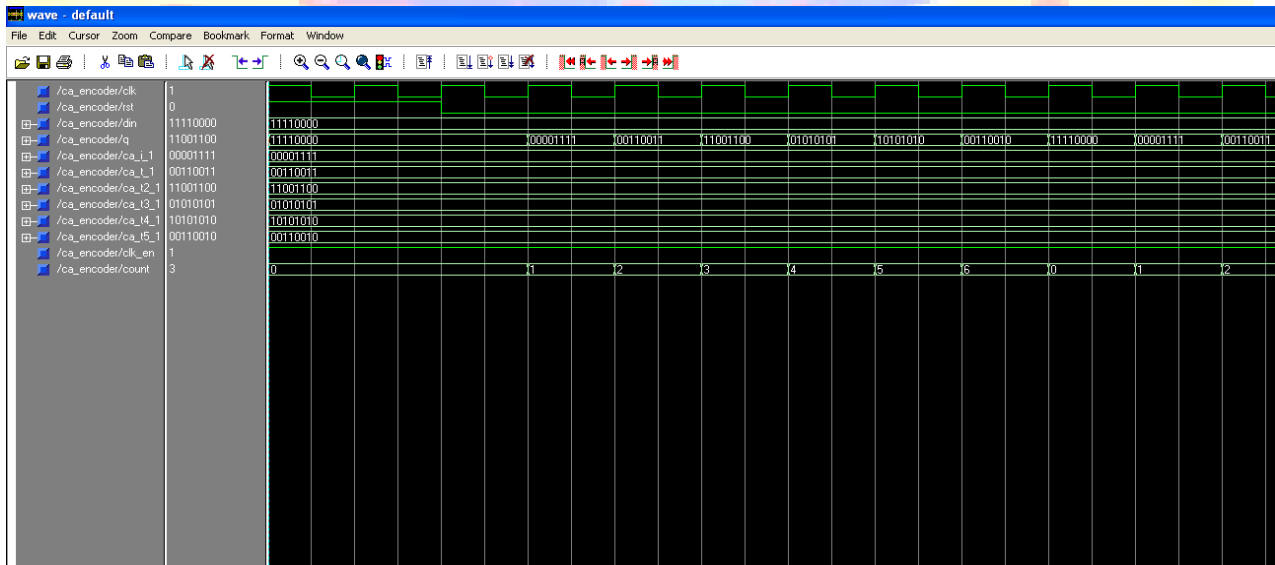 wave - default
File Edit Cursor Zoom Compare Bookmark Format Window
/ca_encoder/clk 1
/ca_encoder/rst 0
/ca_encoder/din 11110000 11110000
/ca_encoder/q 11001100 11110000 00001111 00110011 11001100 01010101 10101010 00110010 11110000 00001111 00110011
/ca_encoder/ca_i_1 00001111 00001111
/ca_encoder/ca_t_1 00110011 00110011
/ca_encoder/ca_t2_1 11001100 11001100
/ca_encoder/ca_t3_1 01010101 01010101
/ca_encoder/ca_t4_1 10101010 10101010
/ca_encoder/ca_t5_1 00110010 00110010
/ca_encoder/clk_en 1
/ca_encoder/count 3 0 1 2 3 4 5 6 0 1 2